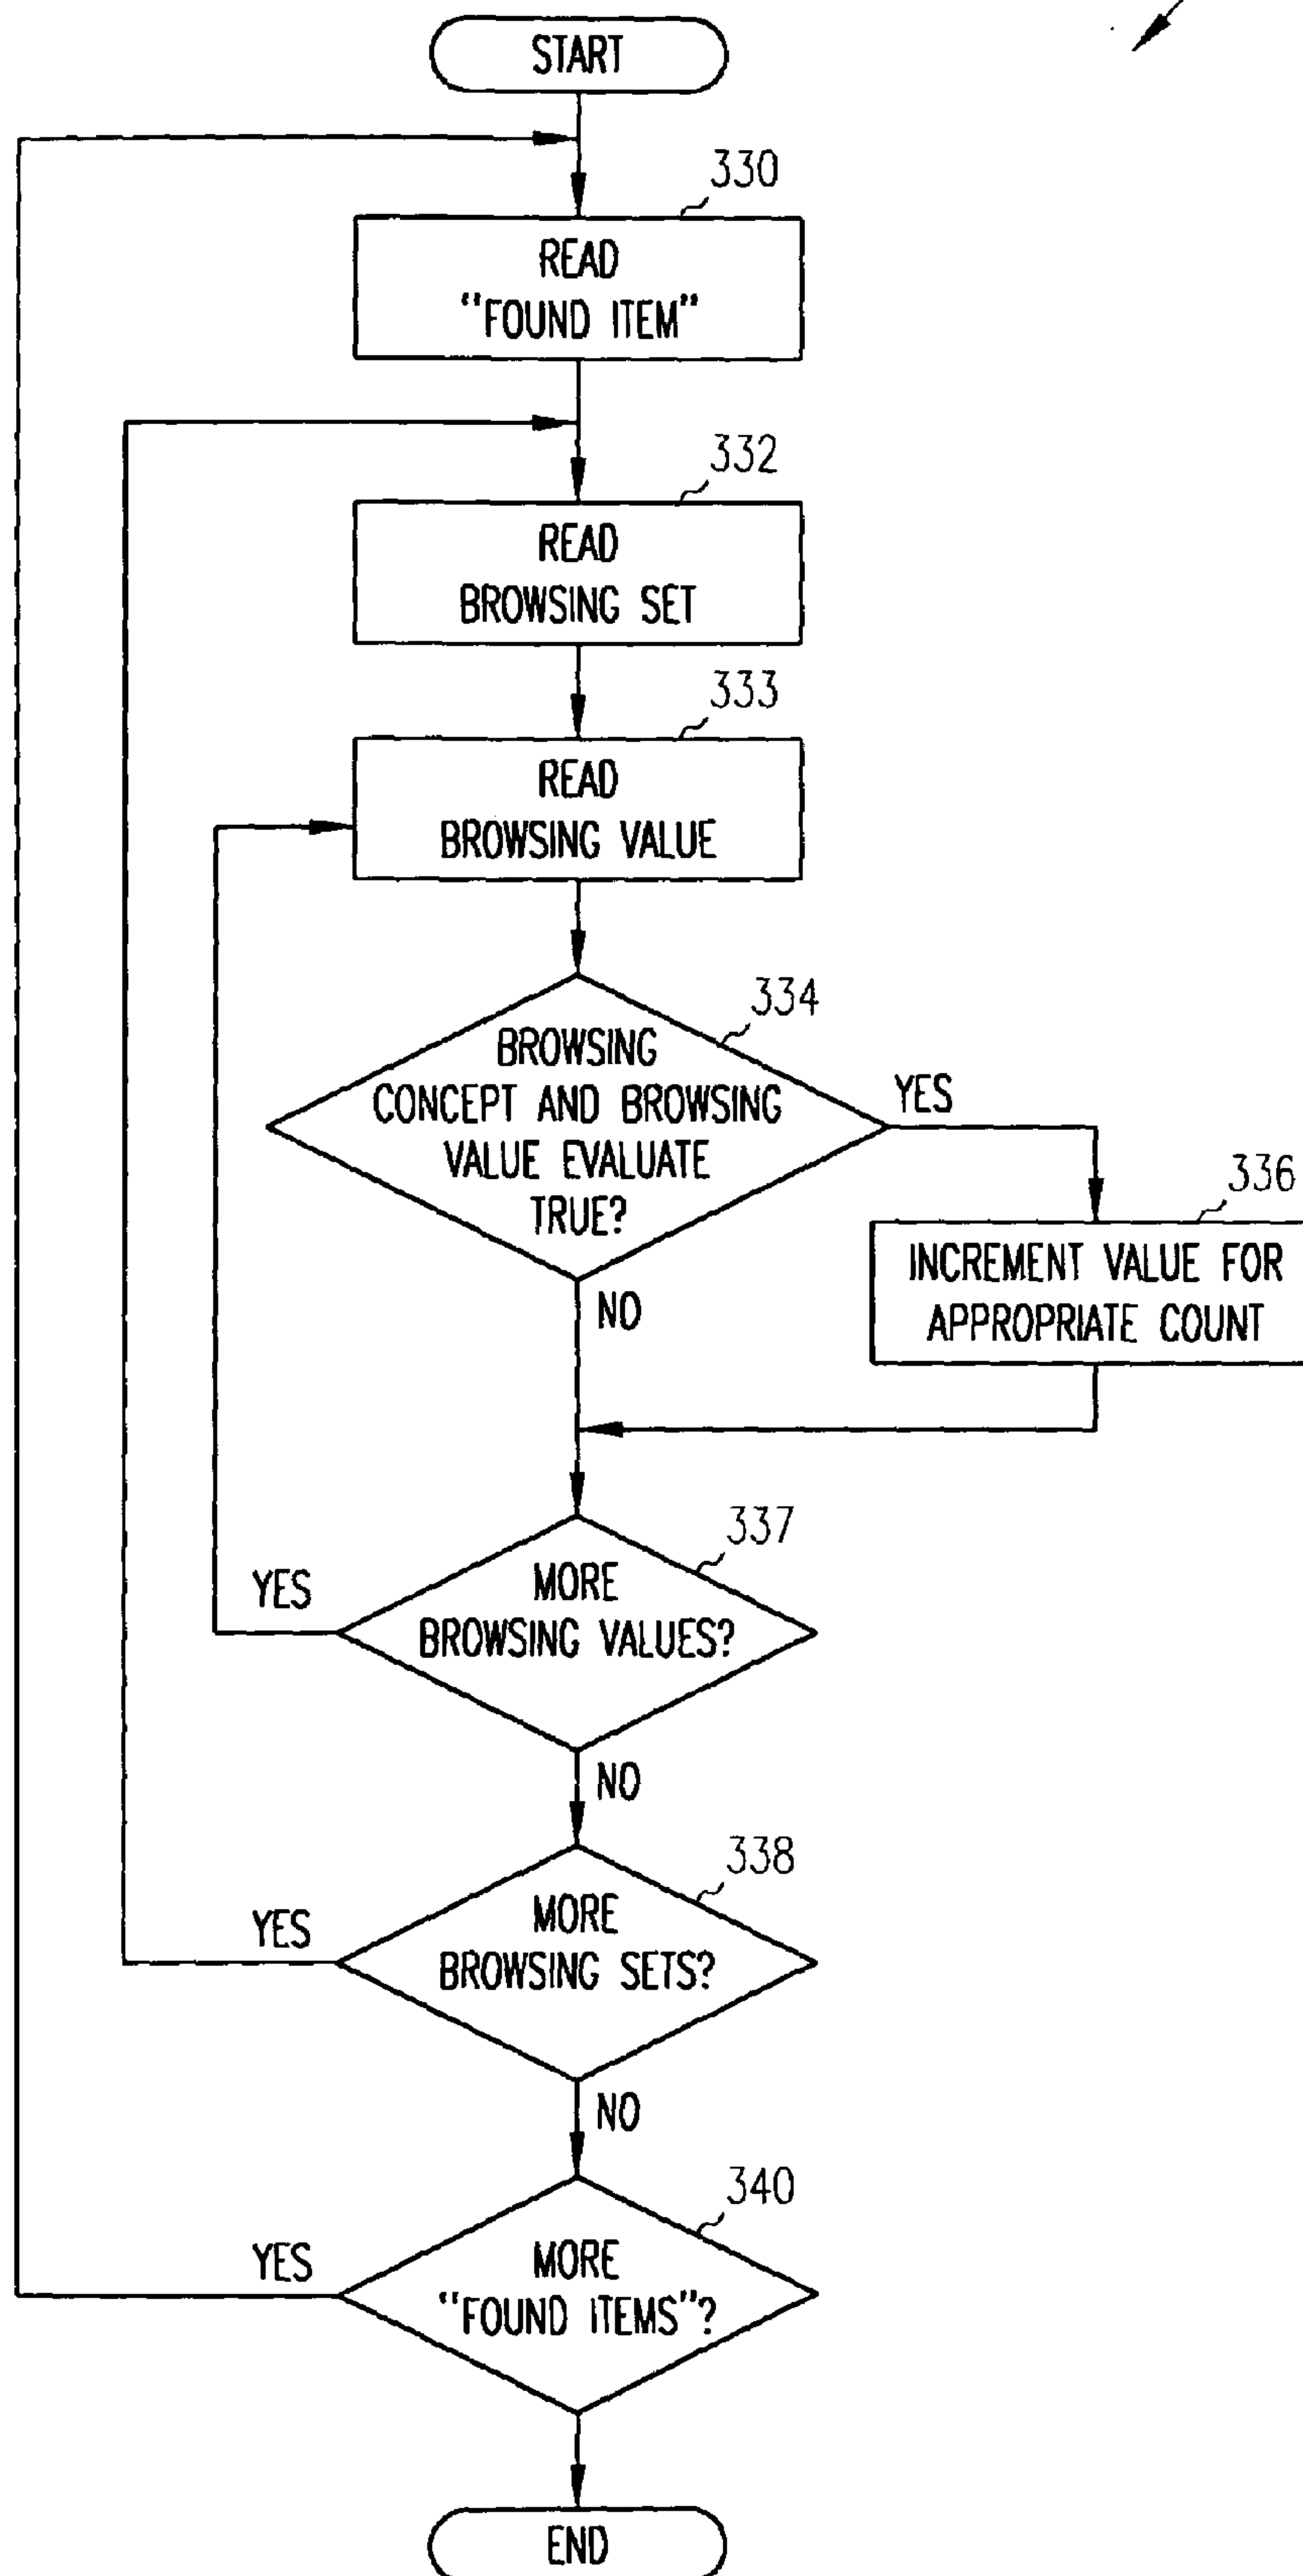 START
330
READ
"FOUND ITEM"
332
READ
BROWSING SET
333
READ
BROWSING VALUE
334
BROWSING
CONCEPT AND BROWSING
VALUE EVALUATE
TRUE?
YES
336
INCREMENT VALUE FOR
APPROPRIATE COUNT
NO
337
MORE
BROWSING VALUES?
YES
NO
338
MORE
BROWSING SETS?
YES
NO
340
MORE
"FOUND ITEMS"?
YES
END